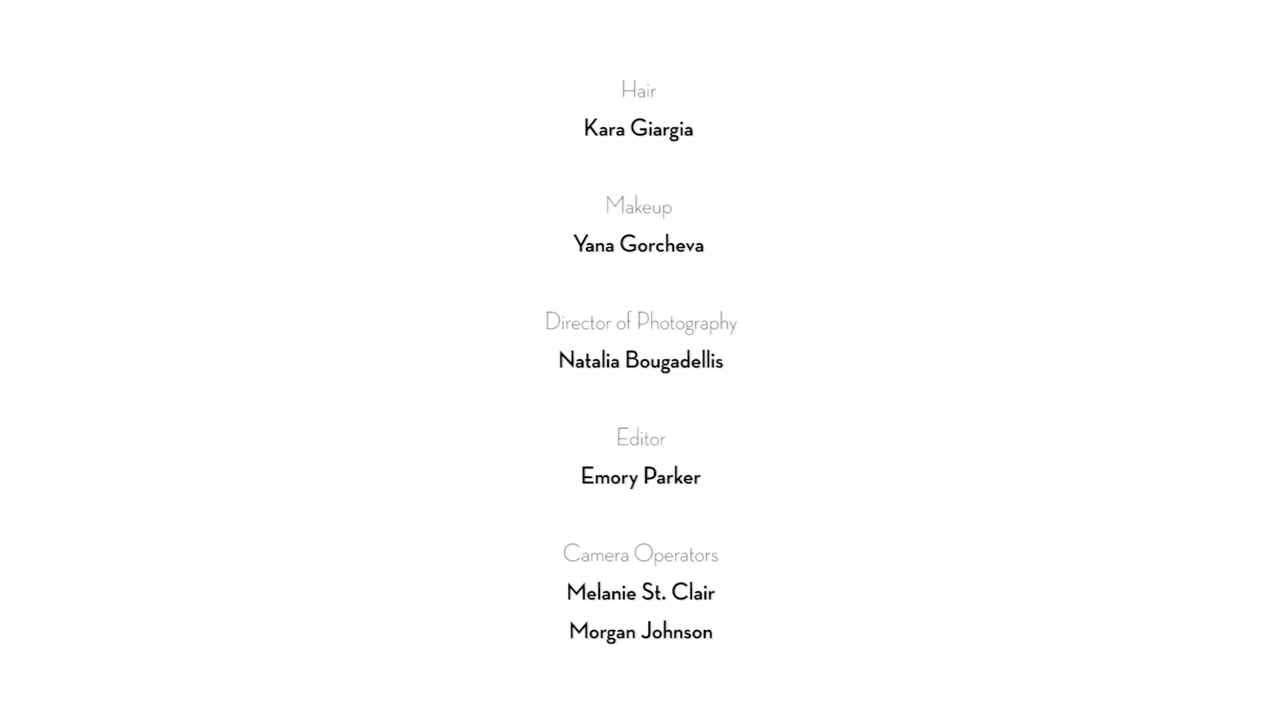 Hair
Kara Giargia
Makeup
Yana Gorcheva
Director of Photography
Natalia Bougadellis
Editor
Emory Parker
Camera Operators
Melanie St. Clair
Morgan Johnson